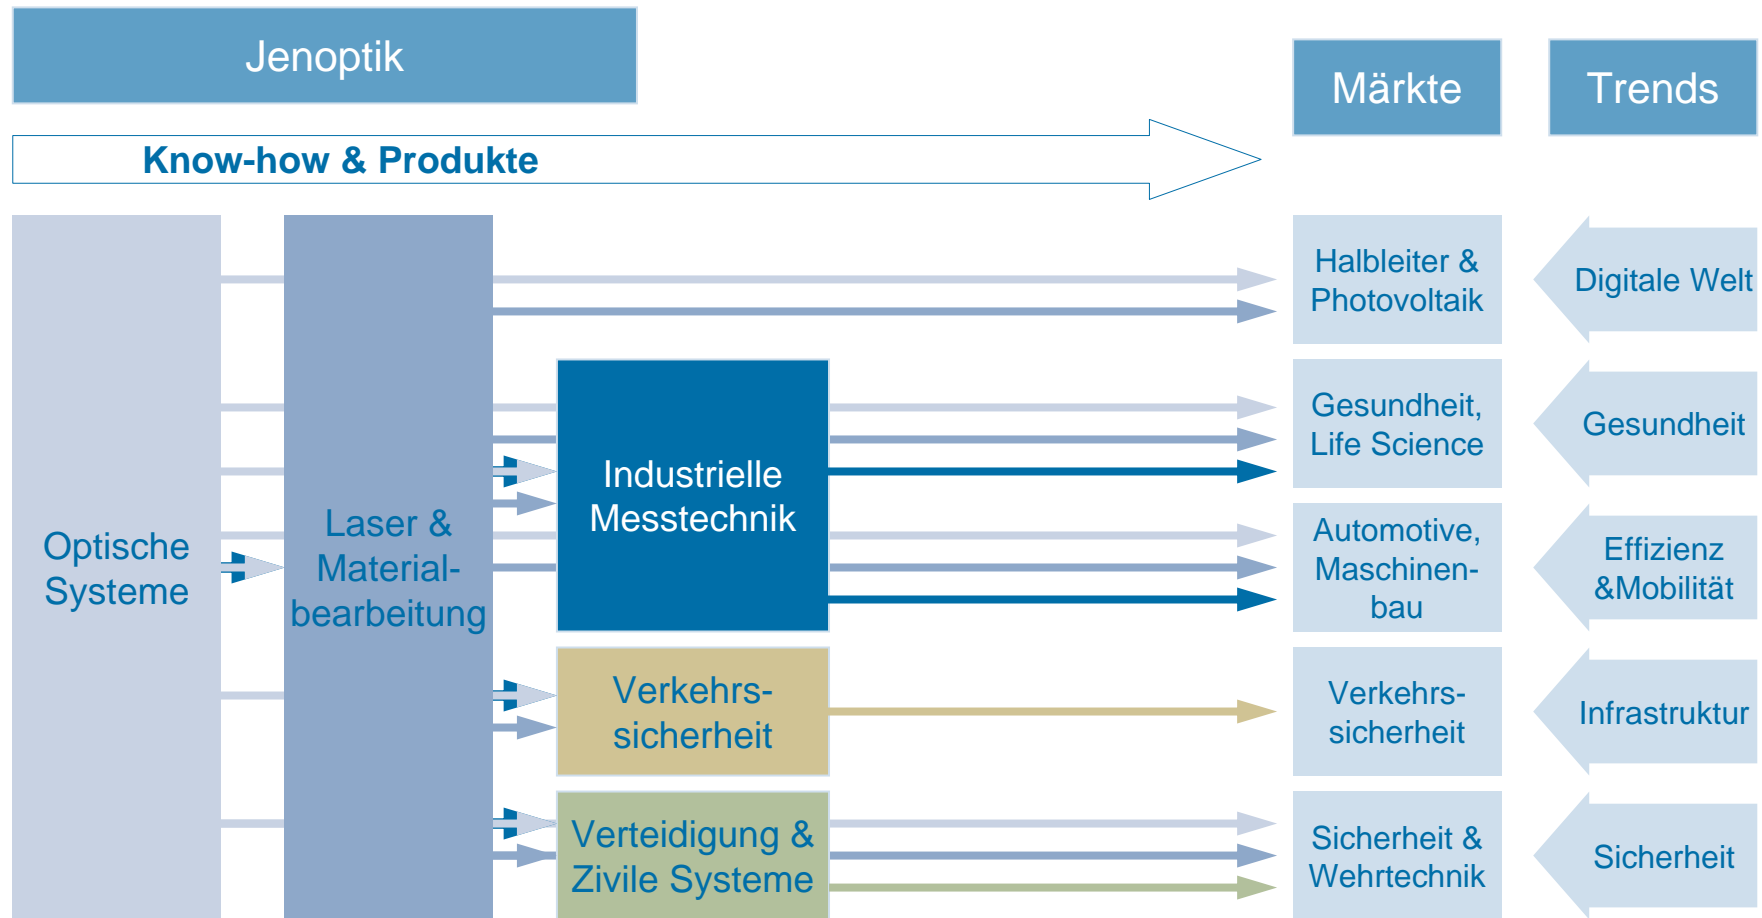 Jenoptik
Märkte
Trends
Know-how & Produkte
Optische
Systeme
Laser &
Material-
bearbeitung
Industrielle
Messtechnik
Verkehrs-
sicherheit
Verteidigung &
Zivile Systeme
Halbleiter &
Photovoltaik
Digitale Welt
Gesundheit,
Life Science
Gesundheit
Automotive,
Maschinen-
bau
Effizienz
&Mobilität
Verkehrs-
sicherheit
Infrastruktur
Sicherheit &
Wehrtechnik
Sicherheit